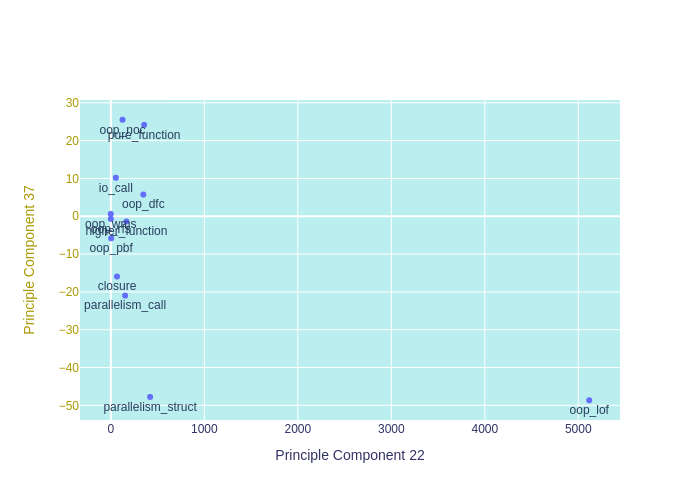 30
20
10
0
−10
−20
−30
−40
−50
Principle Component 37
oop_noc
pure_function
io_call
oop_dfc
oop_wms
higher_function
oop_pbf
closure
parallelism_call
parallelism_struct
oop_lof
0
1000
2000
3000
4000
5000
Principle Component 22